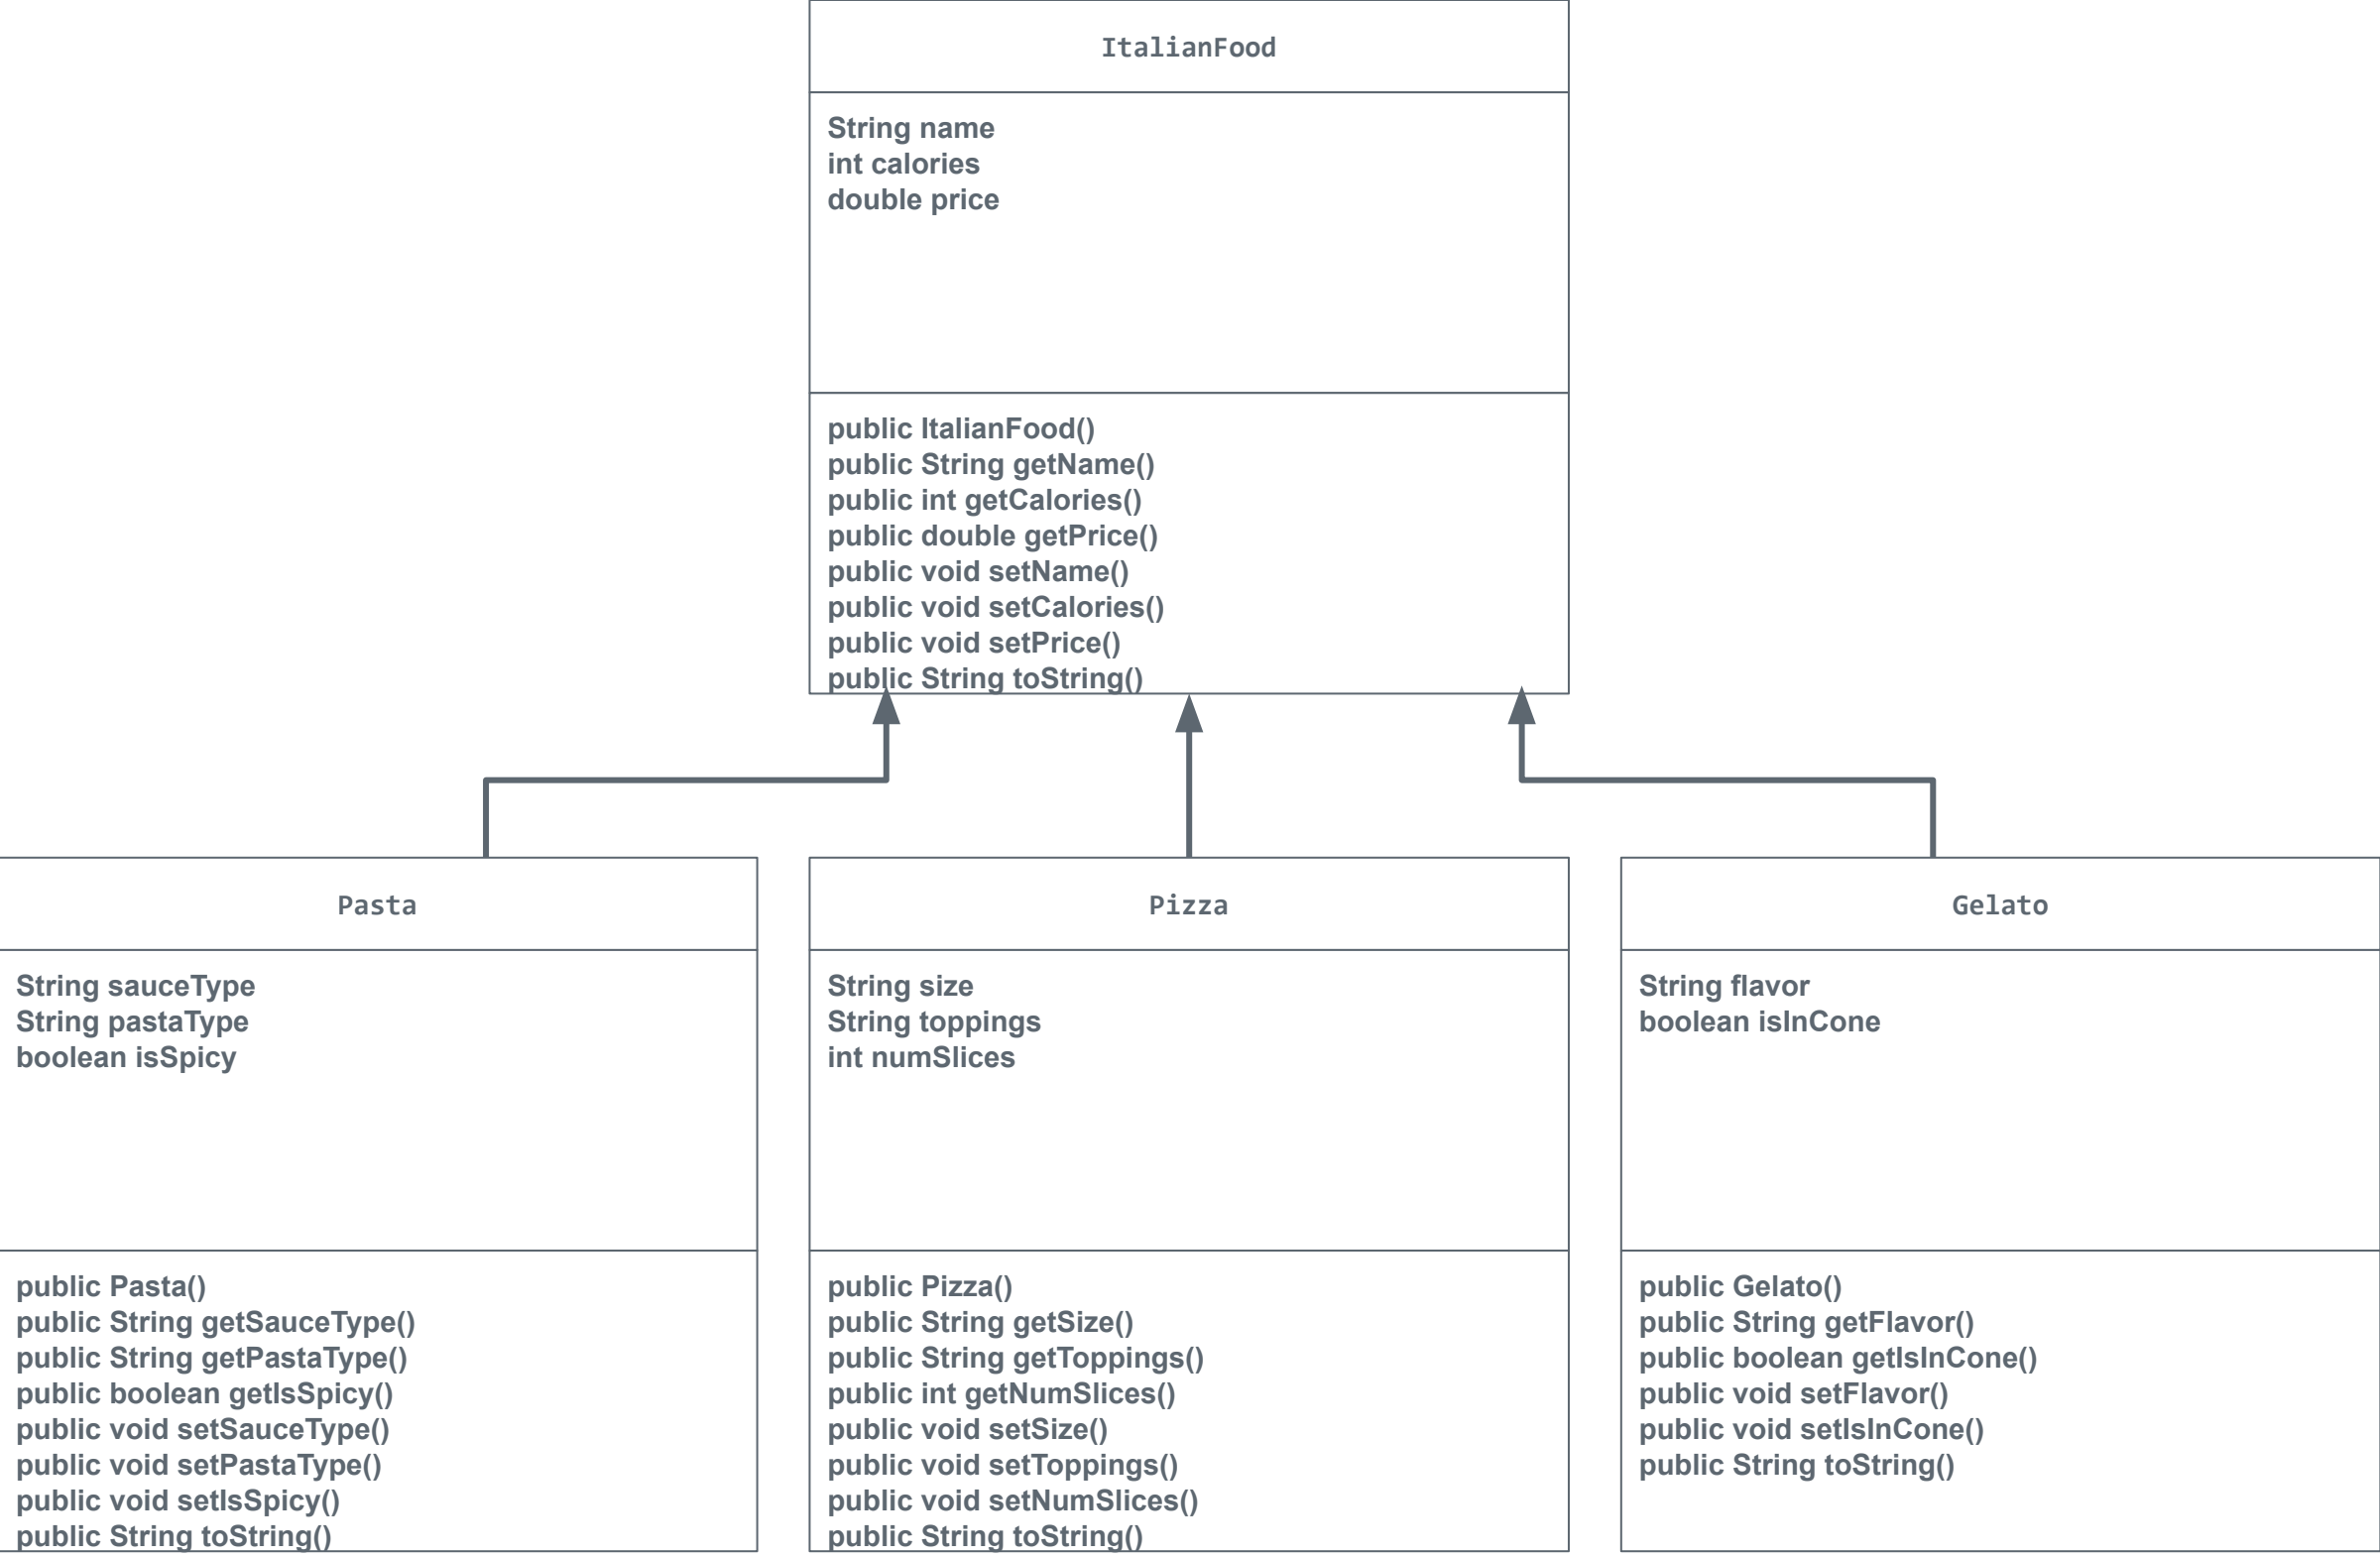 ItalianFood
String name
int calories
double price
public ItalianFood()
public String getName()
public int getCalories()
public double getPrice()
public void setName()
public void setCalories()
public void setPrice()
public String toString()
Pasta
String sauceType
String pastaType
boolean isSpicy
public Pasta()
public String getSauceType()
public String getPastaType()
public boolean getIsSpicy()
public void setSauceType()
public void setPastaType()
public void setIsSpicy()
public String toString()
Pizza
String size
String toppings
int numSlices
public Pizza()
public String getSize()
public String getToppings()
public int getNumSlices()
public void setSize()
public void setToppings()
public void setNumSlices()
public String toString()
Gelato
String flavor
boolean isInCone
public Gelato()
public String getFlavor()
public boolean getIsInCone()
public void setFlavor()
public void setIsInCone()
public String toString()